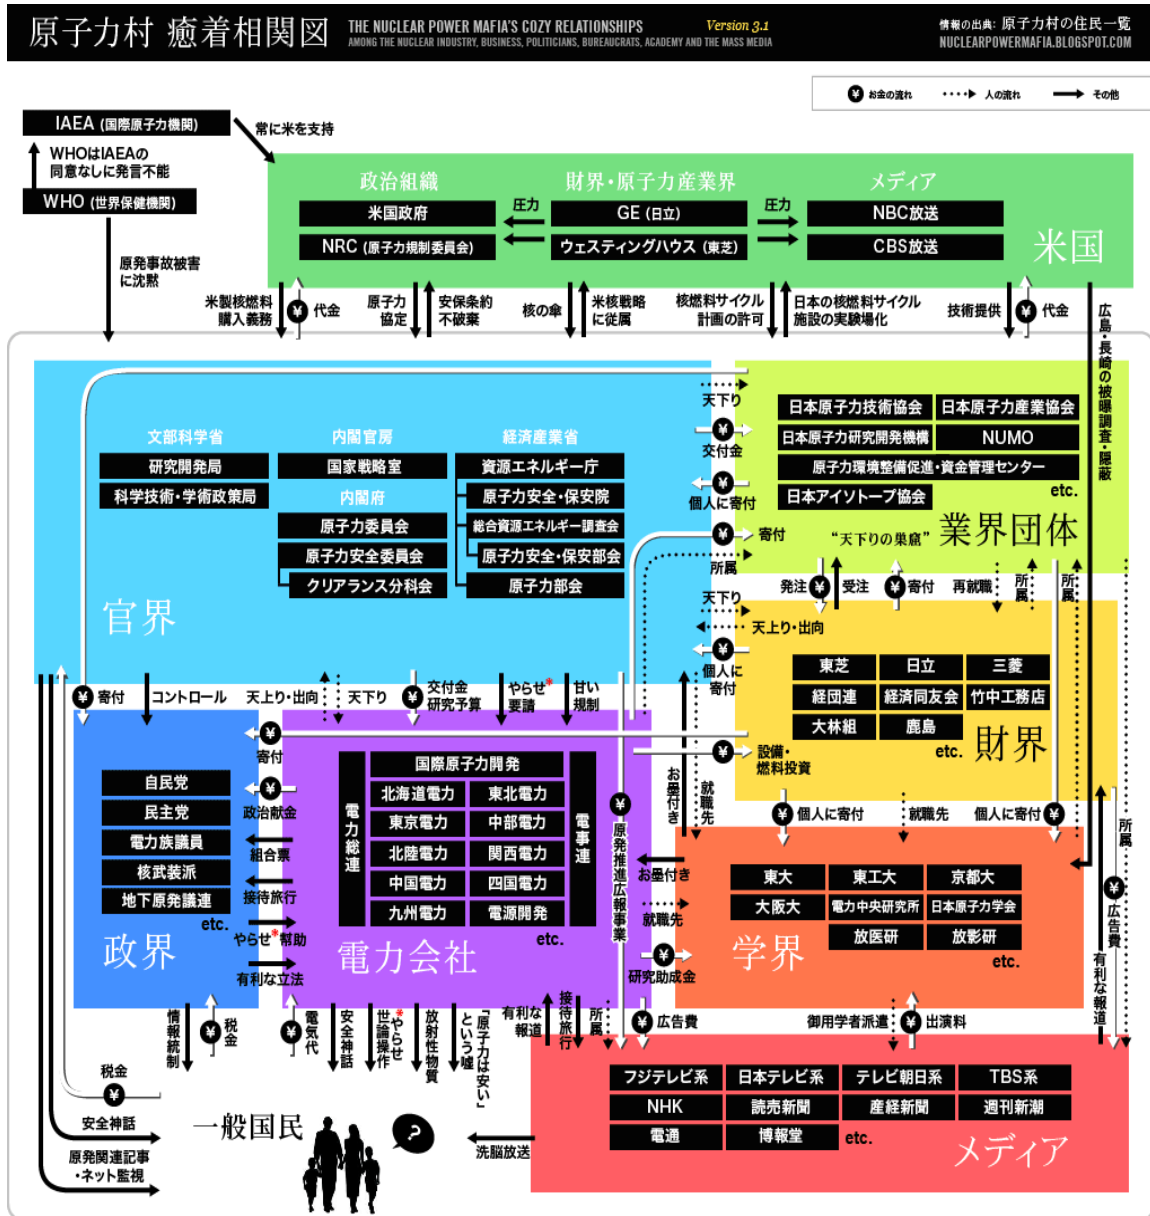 原子力村 癒着相関図
THE NUCLEAR POWER MAFIA'S COZY RELATIONSHIPS
AMONG THE NUCLEAR INDUSTRY, BUSINESS, POLITICIANS, BUREAUCRATS, ACADEMY AND THE MASS MEDIA
Version 3.1
情報の出典: 原子力村の住民一覧
NUCLEARPOWERMAFIA.BLOGSPOT.COM
¥ お金の流れ
人の流れ
その他
IAEA (国際原子力機関)
常に米を支持
WHOはIAEAの
同意なしに発言不能
WHO (世界保健機関)
原発事故被害
に沈黙
政治組織
財界・原子力産業界
メディア
米国政府
圧力
GE (日立)
圧力
NBC放送
NRC (原子力規制委員会)
ウェスティングハウス (東芝)
CBS放送
米国
米製核燃料
購入義務
¥ 代金
原子力
協定
安保条約
不破棄
核の傘
米核戦略
に従属
核燃料サイクル
計画の許可
日本の核燃料サイクル
施設の実験場化
技術提供
¥ 代金
広島・長崎の被曝調査・隠蔽
文部科学省
研究開発局
科学技術・学術政策局
内閣官房
国家戦略室
内閣府
原子力委員会
原子力安全委員会
クリアランス分科会
経済産業省
資源エネルギー庁
原子力安全・保安院
総合資源エネルギー調査会
原子力安全・保安部会
原子力部会
官界
天下り
¥
交付金
¥
個人に寄付
¥ 寄付
所属
天下り
天上り・出向
¥
個人に
寄付
日本原子力技術協会
日本原子力産業協会
日本原子力研究開発機構
NUMO
原子力環境整備促進・資金管理センター
日本アイソトープ協会
etc.
“天下りの巣窟”
業界団体
発注 ¥
受注
¥ 寄付
再就職
所属
所属
東芝
日立
三菱
経団連
経済同友会
竹中工務店
大林組
鹿島
etc.
財界
¥ 寄付
コントロール
天上り・出向
天下り
¥ 交付金
研究予算
やらせ*
要請
甘い
規制
¥
寄付
¥ 設備・
燃料投資
お墨付き
就職先
¥ 原発推進広報事業
自民党
民主党
電力族議員
核武装派
地下原発議連
etc.
政界
¥
政治献金
組合票
接待旅行
やらせ*幇助
有利な立法
電力総連
国際原子力開発
北海道電力
東北電力
東京電力
中部電力
北陸電力
関西電力
中国電力
四国電力
九州電力
電源開発
電事連
etc.
電力会社
お墨付き
就職先
¥
研究助成金
¥ 個人に寄付
就職先
個人に寄付 ¥
所属
¥ 広告費
有利な報道
東大
東工大
京都大
大阪大
電力中央研究所
日本原子力学会
放医研
放影研
etc.
学界
情報統制
¥ 税金
¥ 電気代
安全神話
*やらせ
世論操作
放射性物質
「原子力は安い」
という嘘
有利な
報道
接待旅行
所属
¥ 広告費
御用学者派遣
¥ 出演料
税金
¥
安全神話
原発関連記事
・ネット監視
一般国民
?
洗脳放送
フジテレビ系
日本テレビ系
テレビ朝日系
TBS系
NHK
読売新聞
産経新聞
週刊新潮
電通
博報堂
etc.
メディア